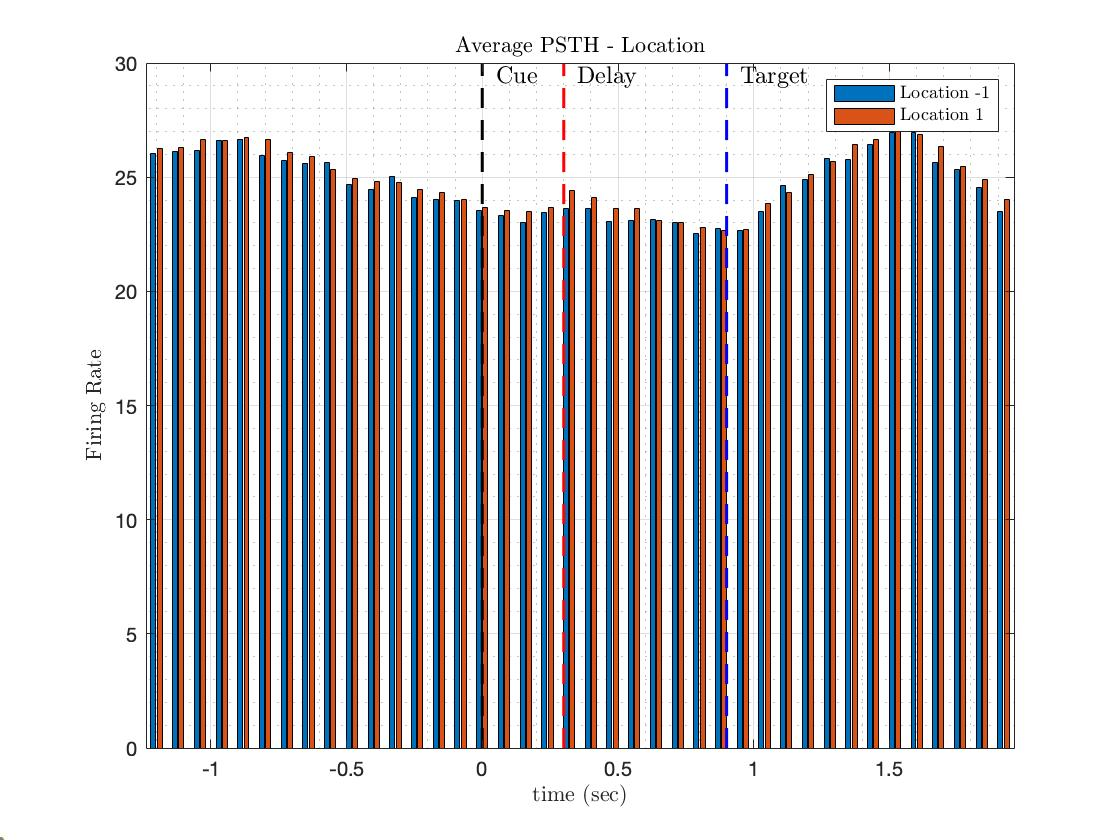 Average PSTH - Location
30
Cue
Delay
Target
Location -1
Location 1
25
20
15
10
5
0
Firing Rate
-1
-0.5
0
0.5
1
1.5
time (sec)